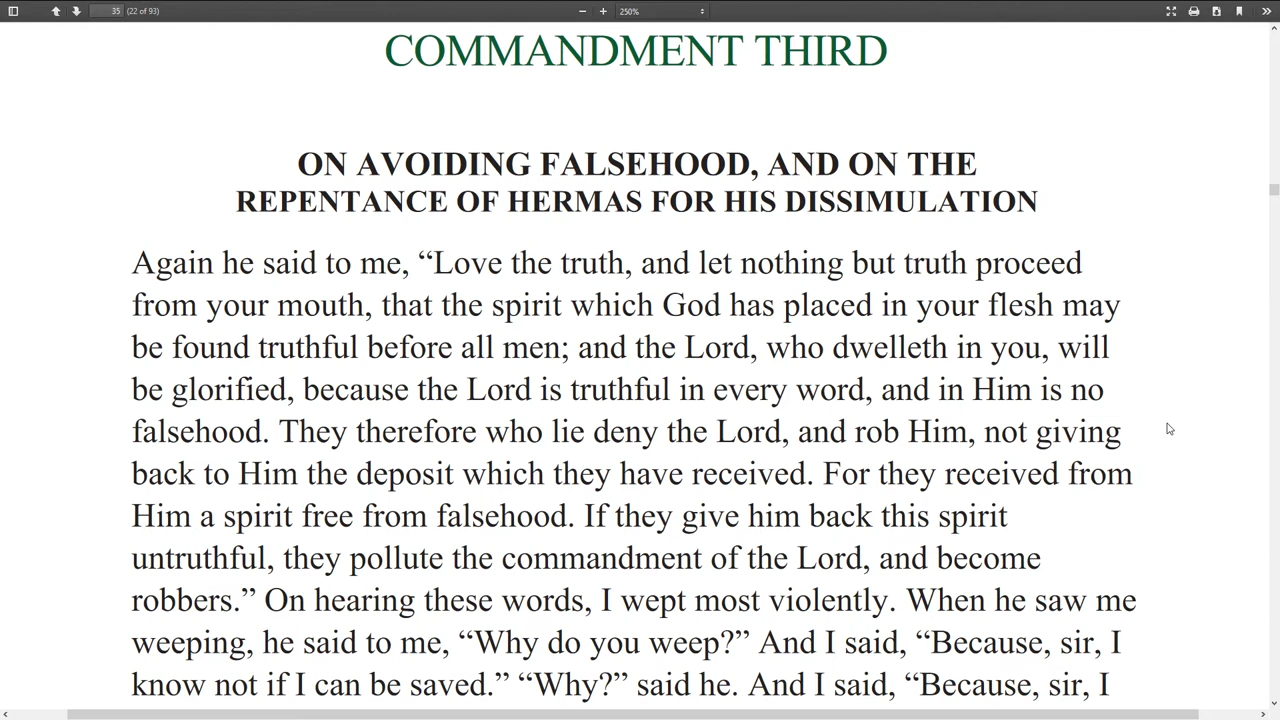 35 (22 of 93) 250%
COMMANDMENT THIRD
ON AVOIDING FALSEHOOD, AND ON THE
REPENTANCE OF HERMAS FOR HIS DISSIMULATION
Again he said to me, “Love the truth, and let nothing but truth proceed
from your mouth, that the spirit which God has placed in your flesh may
be found truthful before all men; and the Lord, who dwelleth in you, will
be glorified, because the Lord is truthful in every word, and in Him is no
falsehood. They therefore who lie deny the Lord, and rob Him, not giving
back to Him the deposit which they have received. For they received from
Him a spirit free from falsehood. If they give him back this spirit
untruthful, they pollute the commandment of the Lord, and become
robbers.” On hearing these words, I wept most violently. When he saw me
weeping, he said to me, “Why do you weep?” And I said, “Because, sir, I
know not if I can be saved.” “Why?” said he. And I said, “Because, sir, I